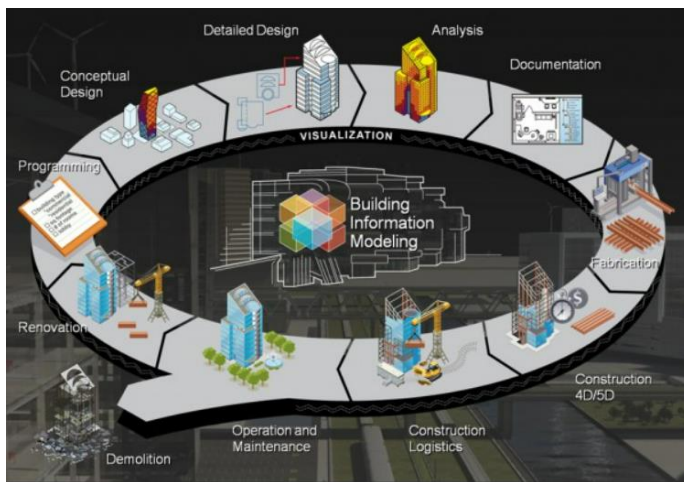 Detailed Design
Analysis
Conceptual
Design
Documentation
VISUALIZATION
Programming
Building
Information
Modeling
Fabrication
Renovation
Construction
4D/5D
Operation and
Maintenance
Construction
Logistics
Demolition